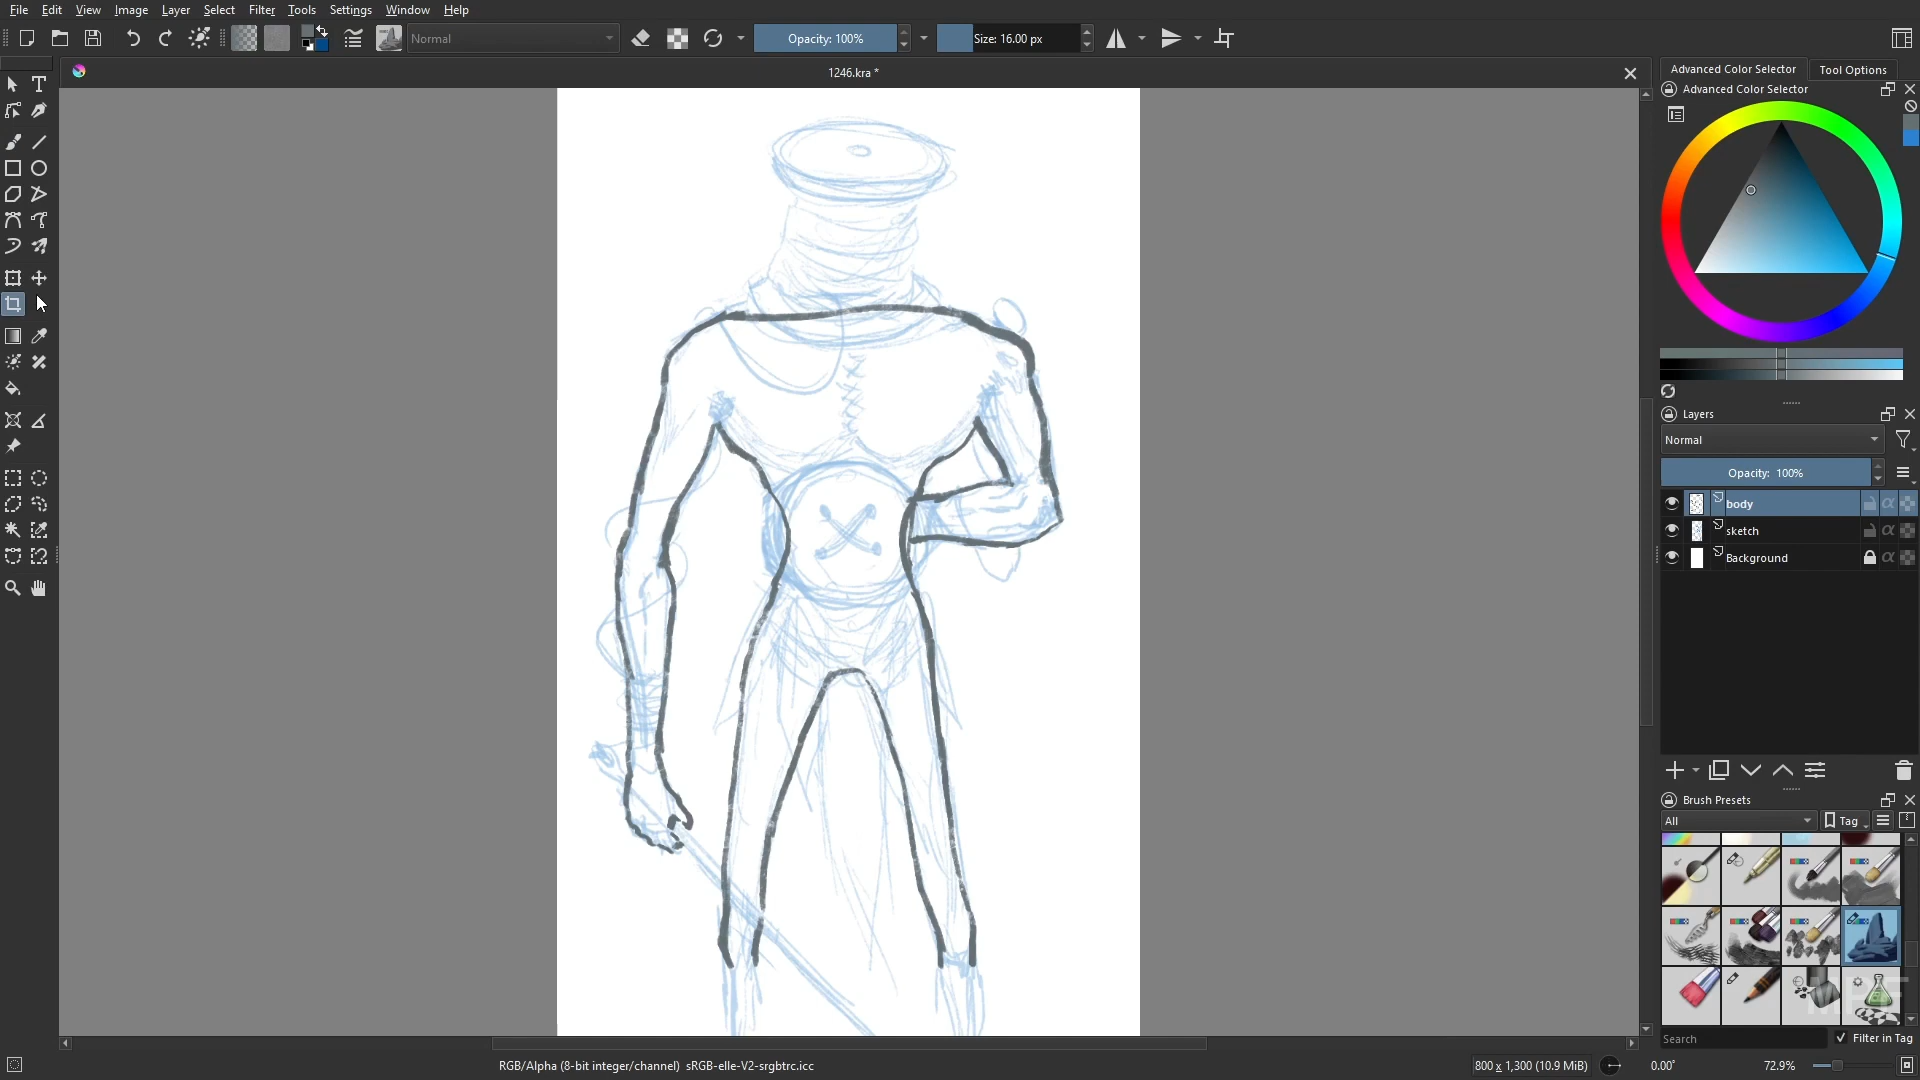 File Edit View Image Layer Select Filter Tools Settings Window Help
Normal
Opacity: 100%
Size: 16.00 px
1246.kra *
Advanced Color Selector
Tool Options
Advanced Color Selector
Layers
Normal
Opacity: 100%
body
sketch
Background
Brush Presets
All
Tag
Search
Filter in Tag
RGB/Alpha (8-bit integer/channel) sRGB-elle-V2-srgbtrc.icc
800 x 1,300 (10.9 MiB)
0.00°
72.9%